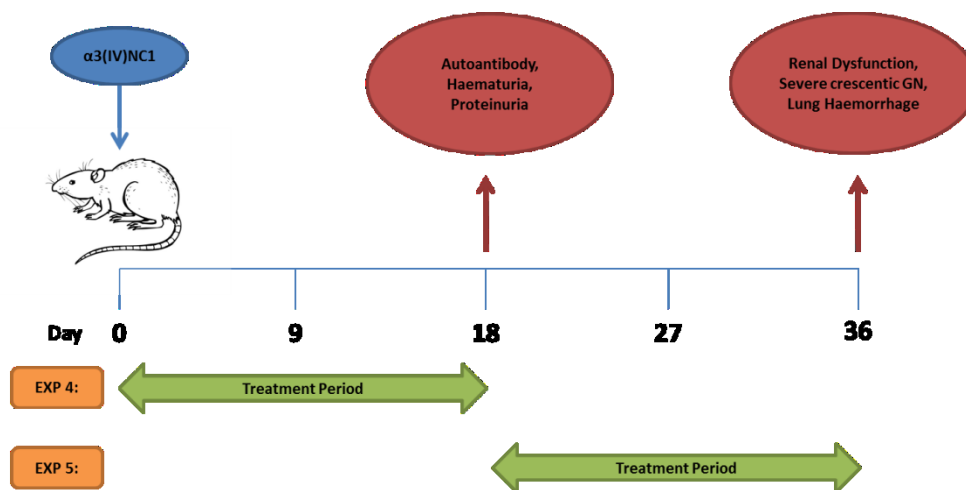 α3(IV)NC1
Autoantibody,
Haematuria,
Proteinuria
Renal Dysfunction,
Severe crescentic GN,
Lung Haemorrhage
Day 0 9 18 27 36
EXP 4: Treatment Period
EXP 5: Treatment Period